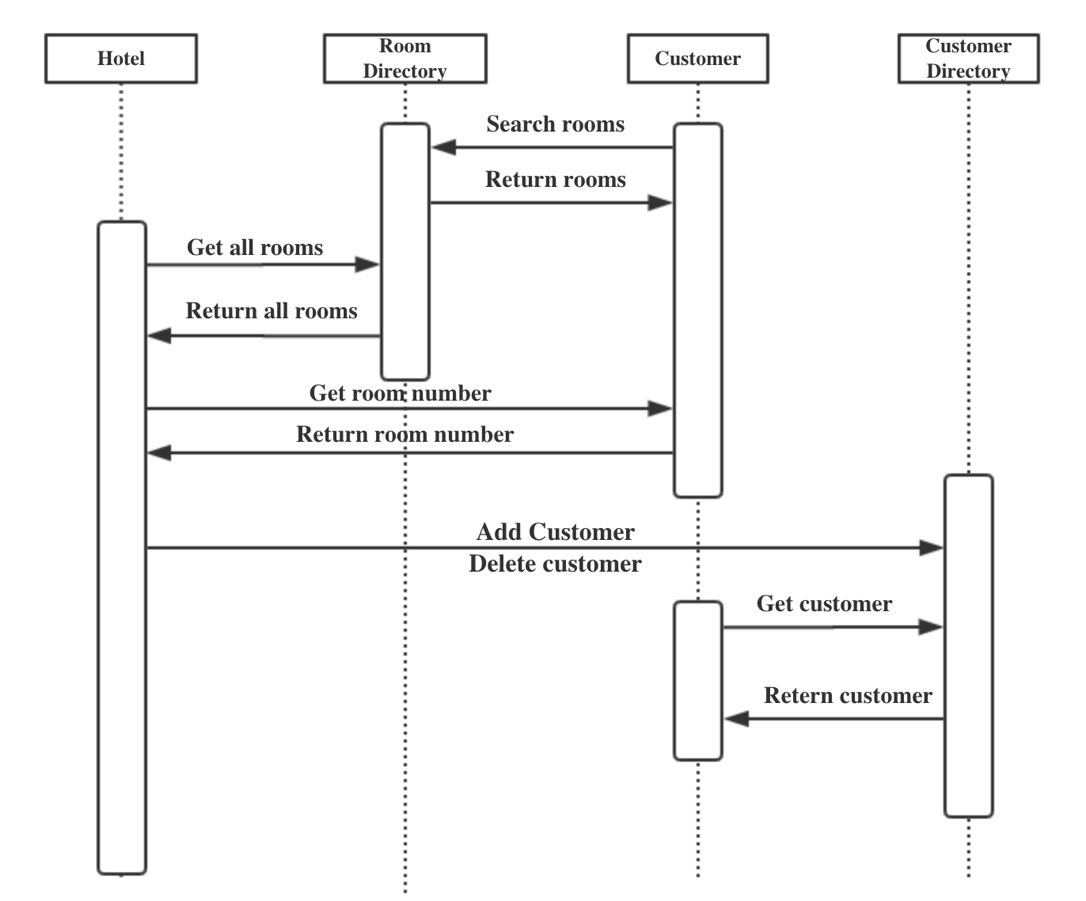 Hotel
Room
Directory
Customer
Customer
Directory
Search rooms
Return rooms
Get all rooms
Return all rooms
Get room number
Return room number
Add Customer
Delete customer
Get customer
Retern customer